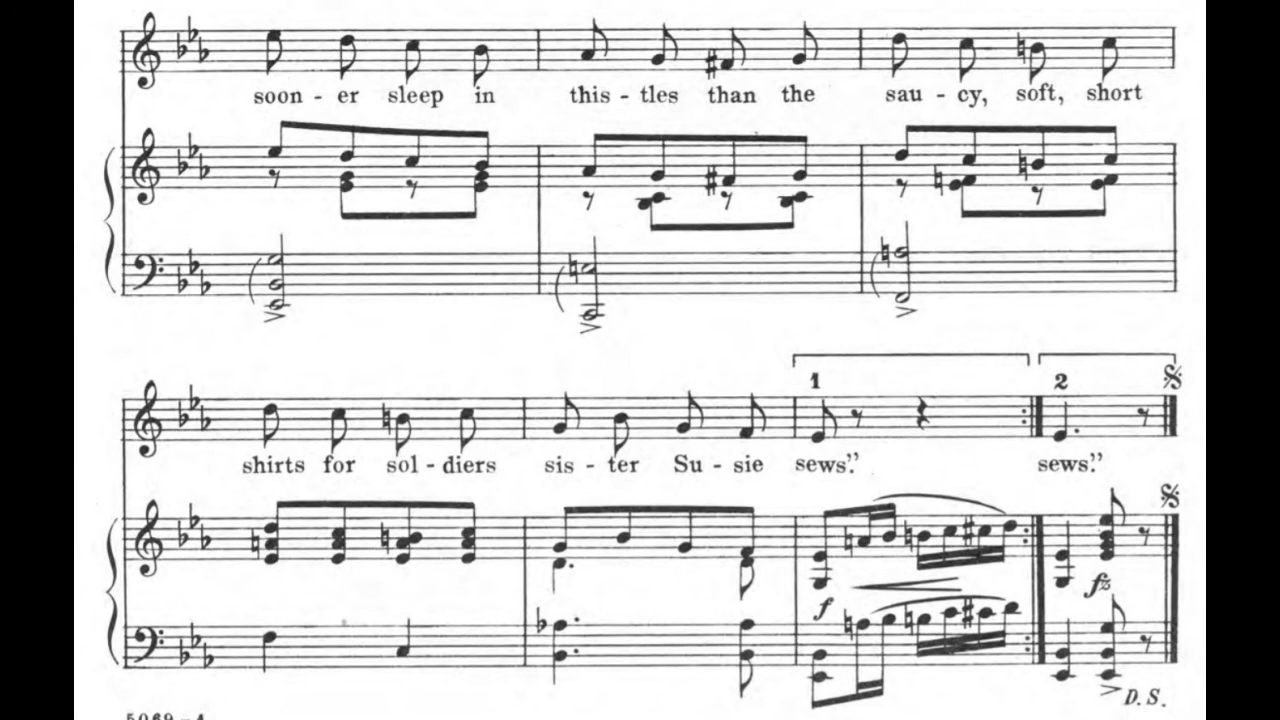 soon - er sleep in this - tles than the sau - cy, soft, short
1 2
shirts for sol - diers sis - ter Su - sie sews." sews."
f fz
D.S.
5069 - 4